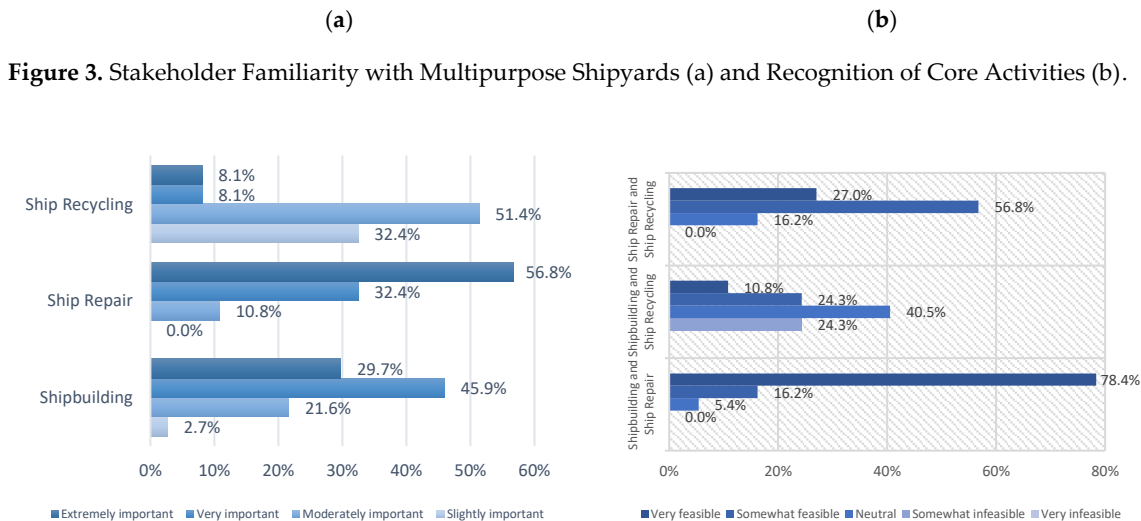 (a) (b)
Figure 3. Stakeholder Familiarity with Multipurpose Shipyards (a) and Recognition of Core Activities (b).
Ship Recycling
8.1%
8.1%
51.4%
32.4%
Ship Repair
56.8%
32.4%
10.8%
0.0%
Shipbuilding
29.7%
45.9%
21.6%
2.7%
0% 10% 20% 30% 40% 50% 60%
Extremely important Very important Moderately important Slightly important
Ship Repair and
Ship Recycling
27.0%
56.8%
16.2%
0.0%
Shipbuilding and
Ship Recycling
10.8%
24.3%
40.5%
24.3%
Shipbuilding and
Ship Repair
78.4%
16.2%
5.4%
0.0%
0% 20% 40% 60% 80%
Very feasible Somewhat feasible Neutral Somewhat infeasible Very infeasible